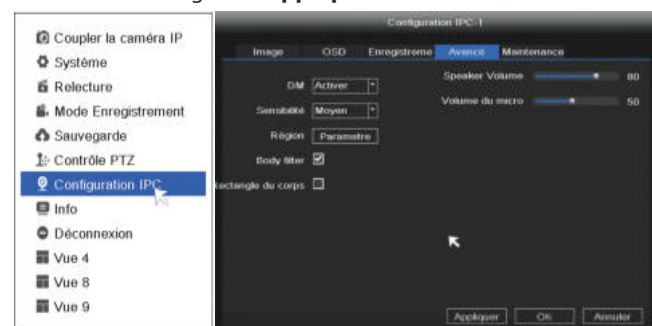 Appliquer
Coupler la caméra IP
Système
Relecture
Mode Enregistrement
Sauvegarde
Contrôle PTZ
Configuration IPC
Info
Déconnexion
Vue 4
Vue 8
Vue 9
Configuration IPC-1
Image OSD Enregistreme Avancé Maintenance
DM Activer
Sensibilité Moyen
Région Parametre
Body filter
Rectangle du corps
Speaker Volume 80
Volume du micro 50
Appliquer OK Annuler